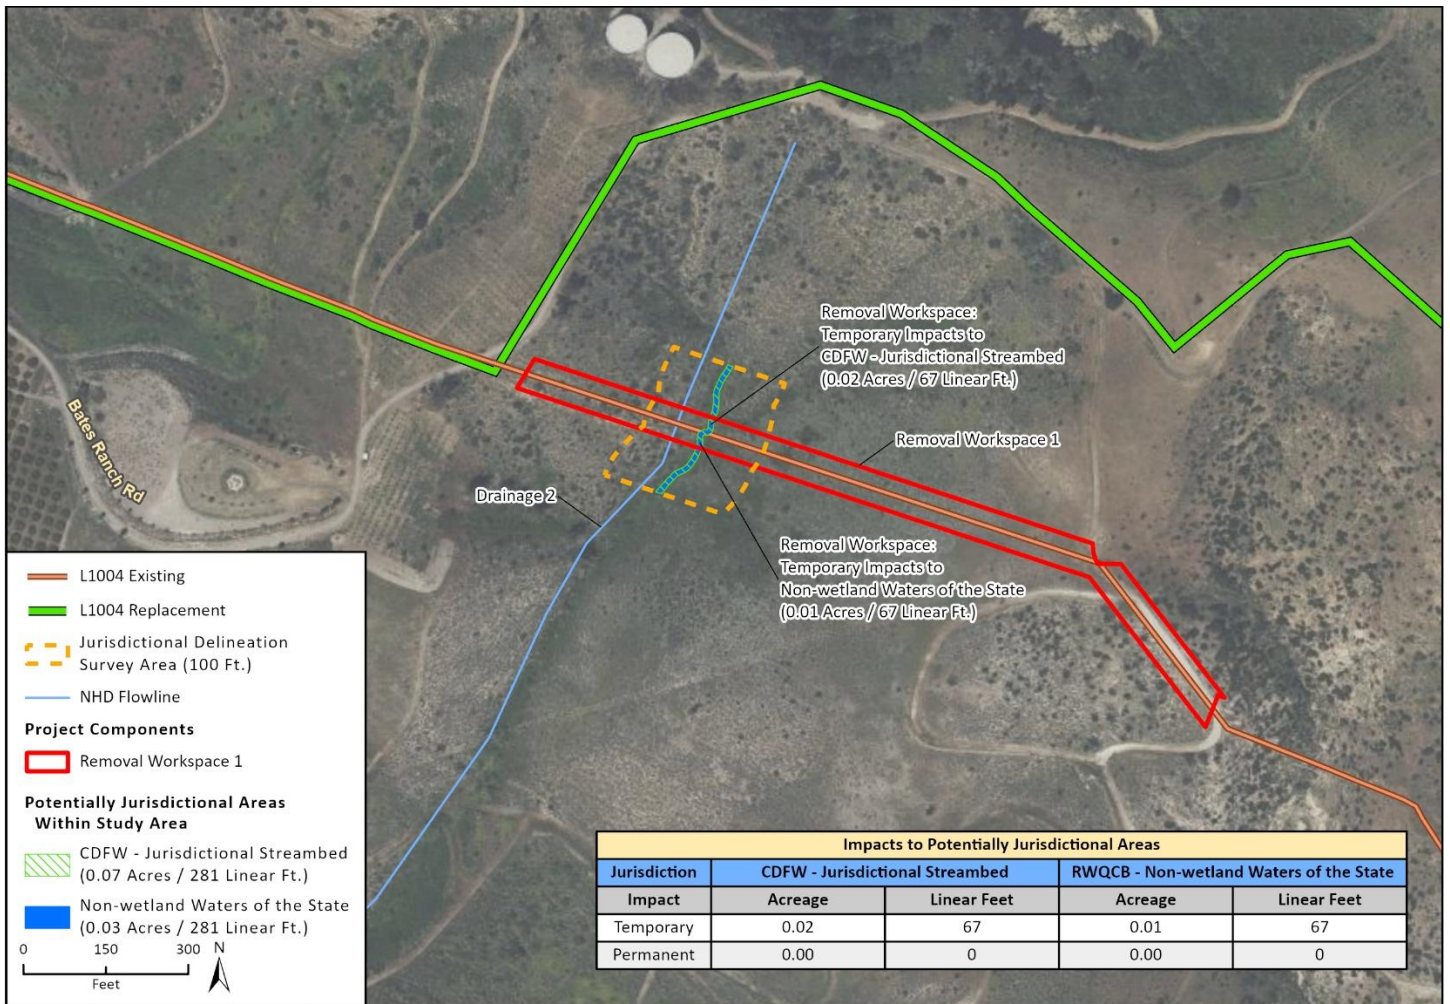 Removal Workspace:
Temporary Impacts to
CDFW - Jurisdictional Streambed
(0.02 Acres / 67 Linear Ft.)
Removal Workspace 1
Bates Ranch Rd
Drainage 2
Removal Workspace:
Temporary Impacts to
Non-wetland Waters of the State
(0.01 Acres / 67 Linear Ft.)
L1004 Existing
L1004 Replacement
Jurisdictional Delineation
Survey Area (100 Ft.)
NHD Flowline
Project Components
Removal Workspace 1
Potentially Jurisdictional Areas
Within Study Area
CDFW - Jurisdictional Streambed
(0.07 Acres / 281 Linear Ft.)
Non-wetland Waters of the State
(0.03 Acres / 281 Linear Ft.)
0 150 300 N
Feet
Impacts to Potentially Jurisdictional Areas
Jurisdiction CDFW - Jurisdictional Streambed RWQCB - Non-wetland Waters of the State
Impact Acreage Linear Feet Acreage Linear Feet
Temporary 0.02 67 0.01 67
Permanent 0.00 0 0.00 0